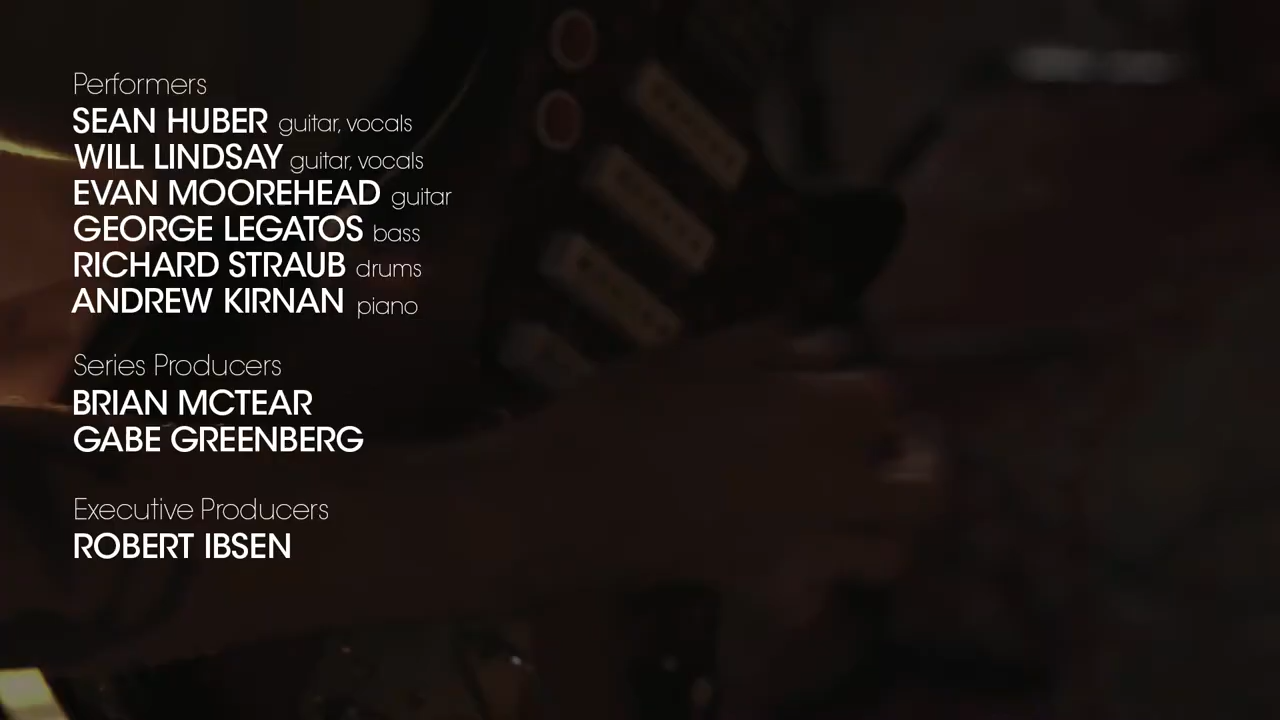 Performers
SEAN HUBER guitar, vocals
WILL LINDSAY guitar, vocals
EVAN MOOREHEAD guitar
GEORGE LEGATOS bass
RICHARD STRAUB drums
ANDREW KIRNAN piano
Series Producers
BRIAN MCTEAR
GABE GREENBERG
Executive Producers
ROBERT IBSEN